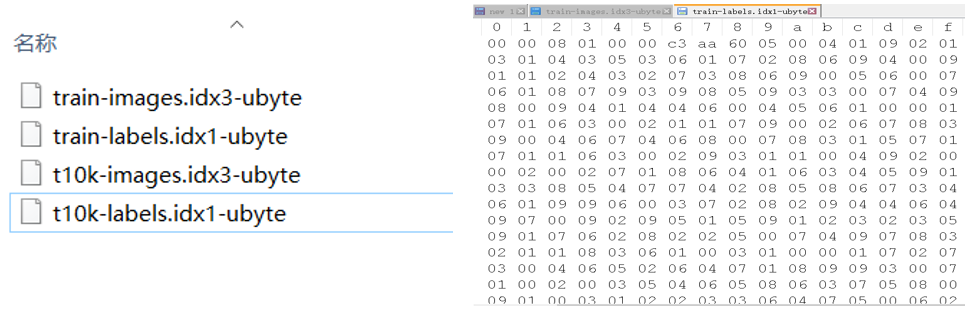 名称
train-images.idx3-ubyte
train-labels.idx1-ubyte
t10k-images.idx3-ubyte
t10k-labels.idx1-ubyte
new 1 train-images.idx3-ubyte train-labels.idx1-ubyte
0 1 2 3 4 5 6 7 8 9 a b c d e f
00 00 08 01 00 00 c3 aa 60 05 00 04 01 09 02 01
03 01 04 03 05 03 06 01 07 02 08 06 09 04 00 09
01 01 02 04 03 02 07 03 08 06 09 00 05 06 00 07
06 01 08 07 09 03 09 08 05 09 03 03 00 07 04 09
08 00 09 04 01 04 04 06 00 04 05 06 01 00 00 01
07 01 06 03 00 02 01 01 07 09 00 02 06 07 08 03
09 00 04 06 07 04 06 08 00 07 08 03 01 05 07 01
07 01 01 06 03 00 02 09 03 01 01 00 04 09 02 00
00 02 00 02 07 01 08 06 04 01 06 03 04 05 09 01
03 03 08 05 04 07 07 04 02 08 05 08 06 07 03 04
06 01 09 09 06 00 03 07 02 08 02 09 04 04 06 04
09 07 00 09 02 09 05 01 05 09 01 02 03 02 03 05
09 01 07 06 02 08 02 02 05 00 07 04 09 07 08 03
02 01 01 08 03 06 01 00 03 01 00 00 01 07 02 07
03 00 04 06 05 02 06 04 07 01 08 09 09 03 00 07
01 00 02 00 03 05 04 06 05 08 06 03 07 05 08 00
09 01 00 03 01 02 02 03 03 06 04 07 05 00 06 02